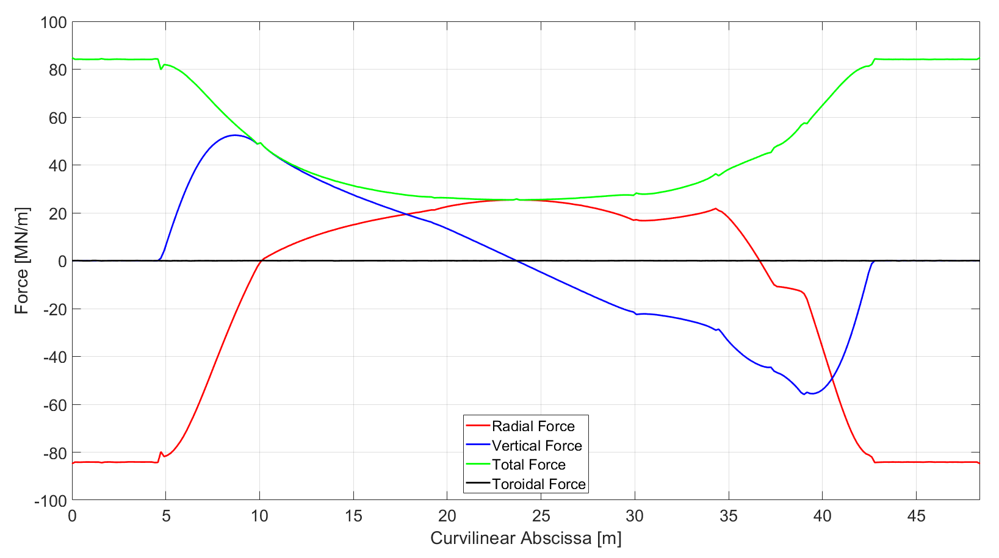 100
80
60
40
20
0
-20
-40
-60
-80
-100
Force [MN/m]
Radial Force
Vertical Force
Total Force
Toroidal Force
0 5 10 15 20 25 30 35 40 45
Curvilinear Abscissa [m]